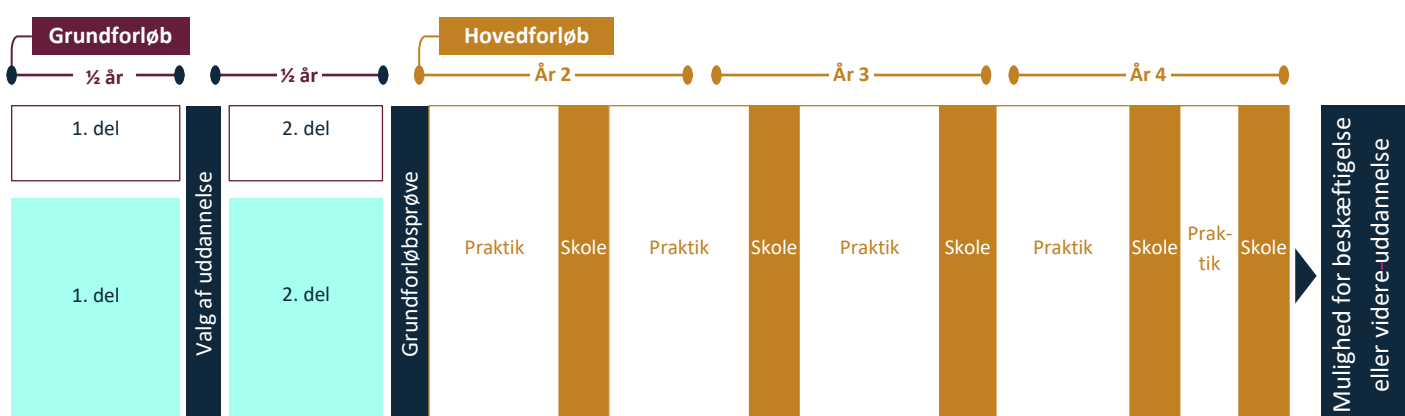 Grundforløb
Hovedforløb
½ år
½ år
År 2
År 3
År 4
1. del
2. del
1. del
2. del
Valg af uddannelse
Grundforløbsprøve
Praktik
Skole
Praktik
Skole
Praktik
Skole
Praktik
Skole
Prak-
tik
Skole
Mulighed for beskæftigelse
eller videre-uddannelse